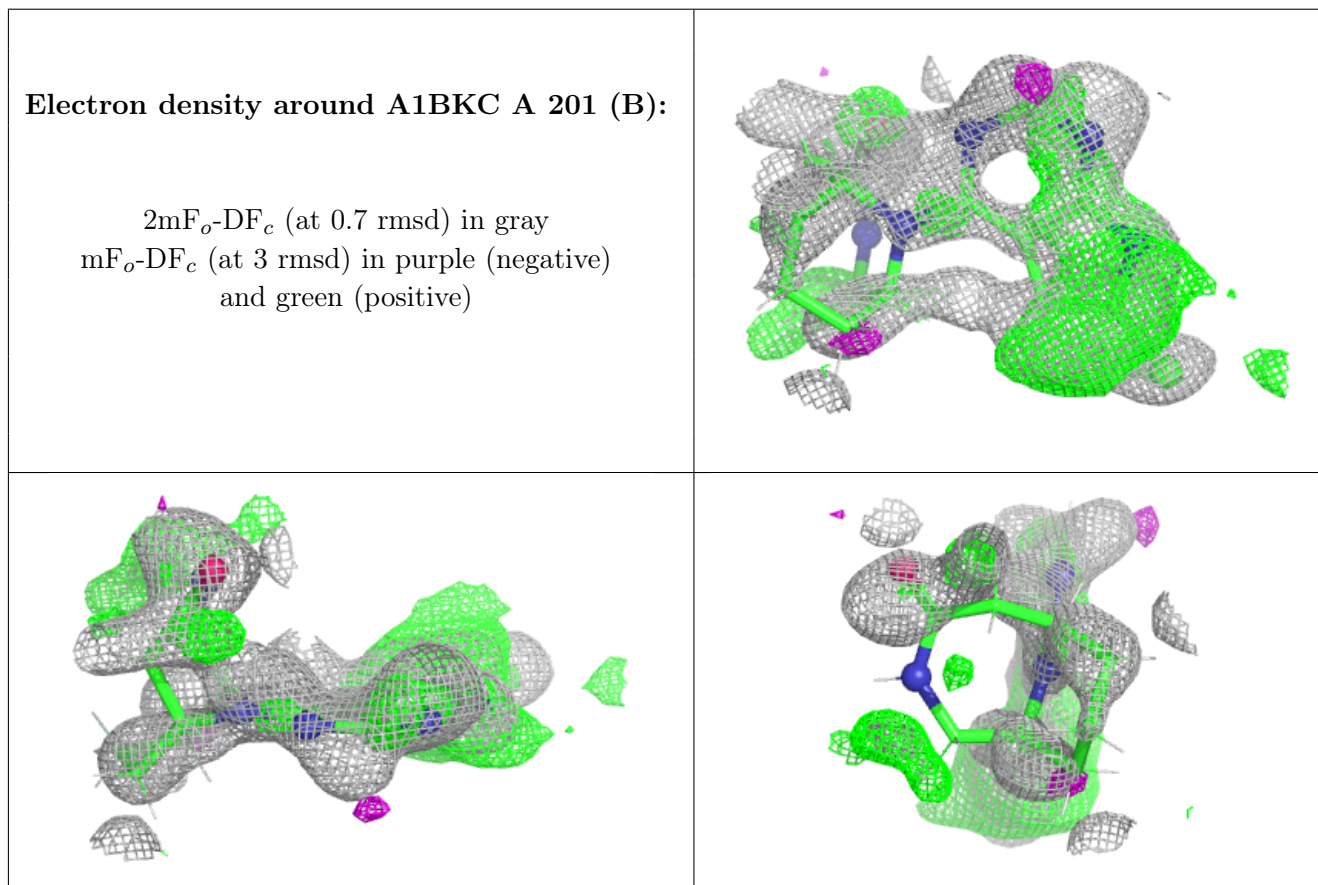 Electron density around A1BKC A 201 (B):
2mFₒ-DF𝒸 (at 0.7 rmsd) in gray
mFₒ-DF𝒸 (at 3 rmsd) in purple (negative)
and green (positive)